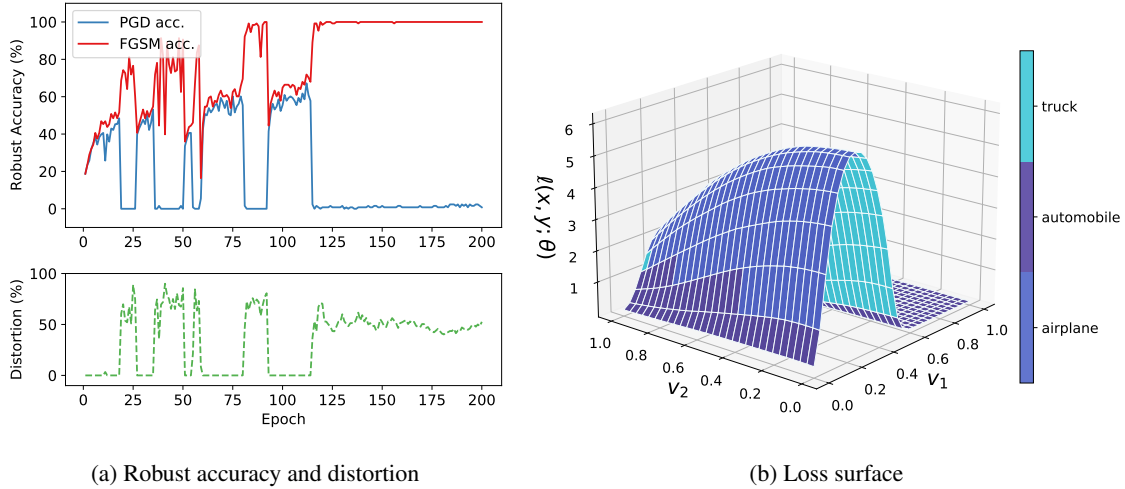 100
80
60
40
20
0
Robust Accuracy (%)
PGD acc.
FGSM acc.
0 25 50 75 100 125 150 175 200
100
50
0
Distortion (%)
0 25 50 75 100 125 150 175 200
Epoch
(a) Robust accuracy and distortion
6
5
4
3
2
1
ℓ(x, y; θ)
1.0 0.8 0.6 0.4 0.2 0.0
v₂
0.0 0.2 0.4 0.6 0.8 1.0
v₁
truck
automobile
airplane
(b) Loss surface